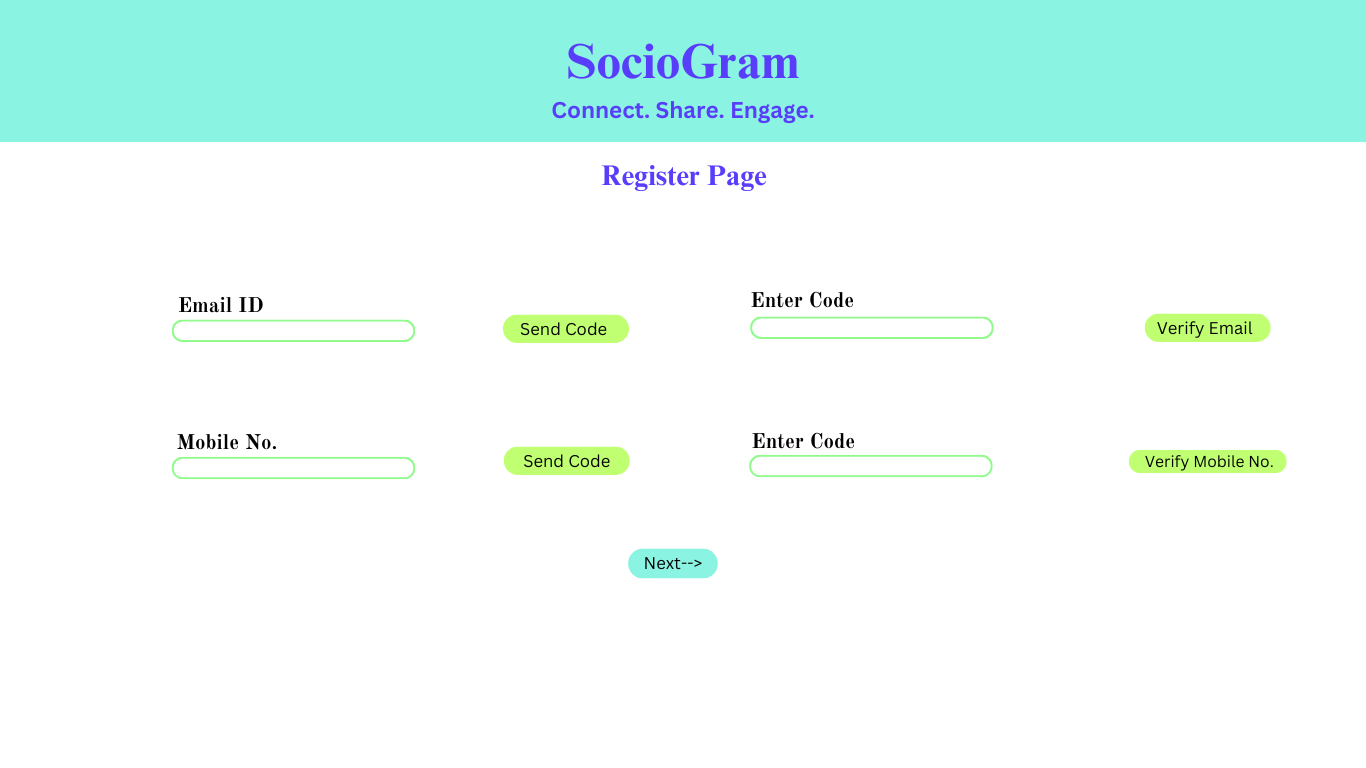 SocioGram
Connect. Share. Engage.
Register Page
Email ID
Send Code
Enter Code
Verify Email
Mobile No.
Send Code
Enter Code
Verify Mobile No.
Next-->